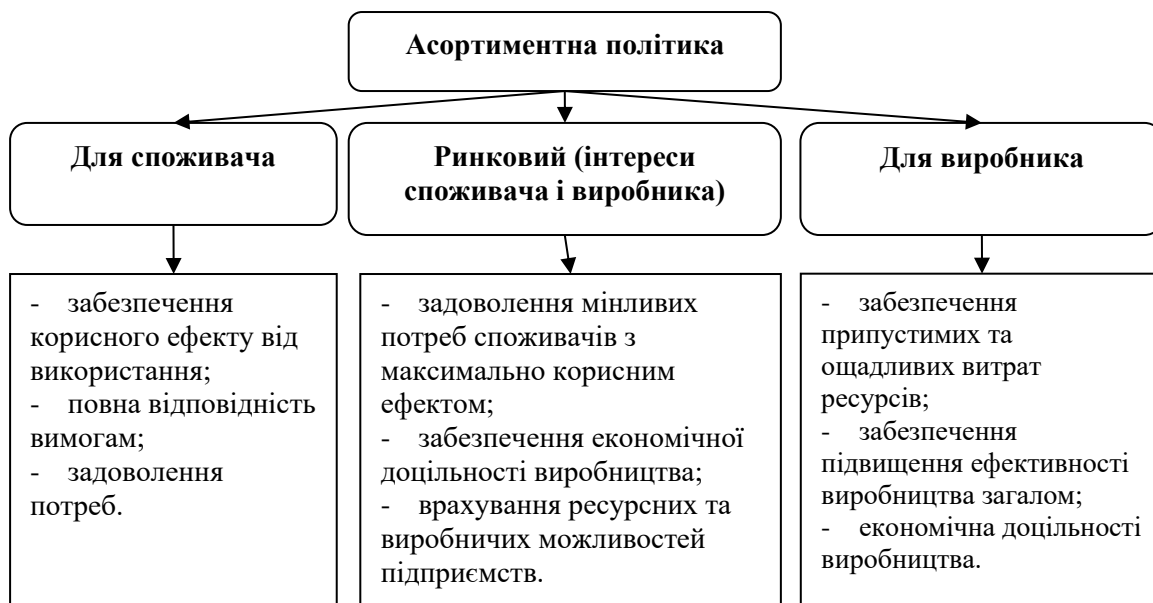 Асортиментна політика
Для споживача
Ринковий (інтереси
споживача і виробника)
Для виробника
- забезпечення
корисного ефекту від
використання;
- повна відповідність
вимогам;
- задоволення
потреб.
- задоволення мінливих
потреб споживачів з
максимально корисним
ефектом;
- забезпечення економічної
доцільності виробництва;
- врахування ресурсних та
виробничих можливостей
підприємств.
- забезпечення
припустимих та
ощадливих витрат
ресурсів;
- забезпечення
підвищення ефективності
виробництва загалом;
- економічна доцільності
виробництва.